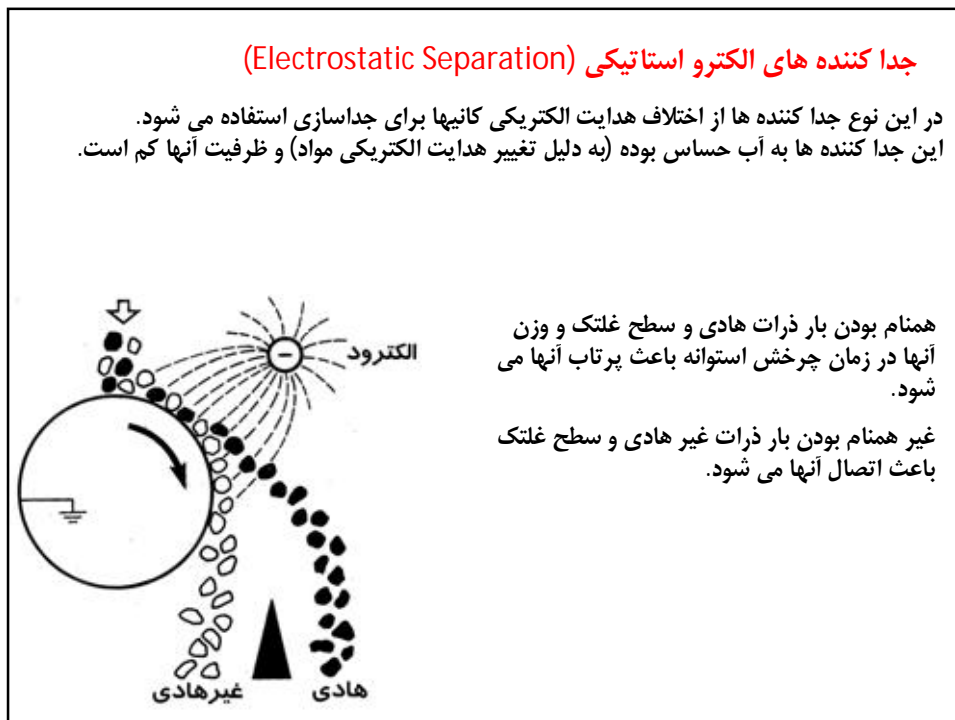 جدا کننده های الکترو استاتیکی (Electrostatic Separation)
در این نوع جدا کننده ها از اختلاف هدایت الکتریکی کانیها برای جداسازی استفاده می شود.
این جدا کننده ها به آب حساس بوده (به دلیل تغییر هدایت الکتریکی مواد) و ظرفیت آنها کم است.
همنام بودن بار ذرات هادی و سطح غلتک و وزن
آنها در زمان چرخش استوانه باعث پرتاب آنها می
شود.
غیر همنام بودن بار ذرات غیر هادی و سطح غلتک
باعث اتصال آنها می شود.
الکترود
−
هادی
غیرهادی